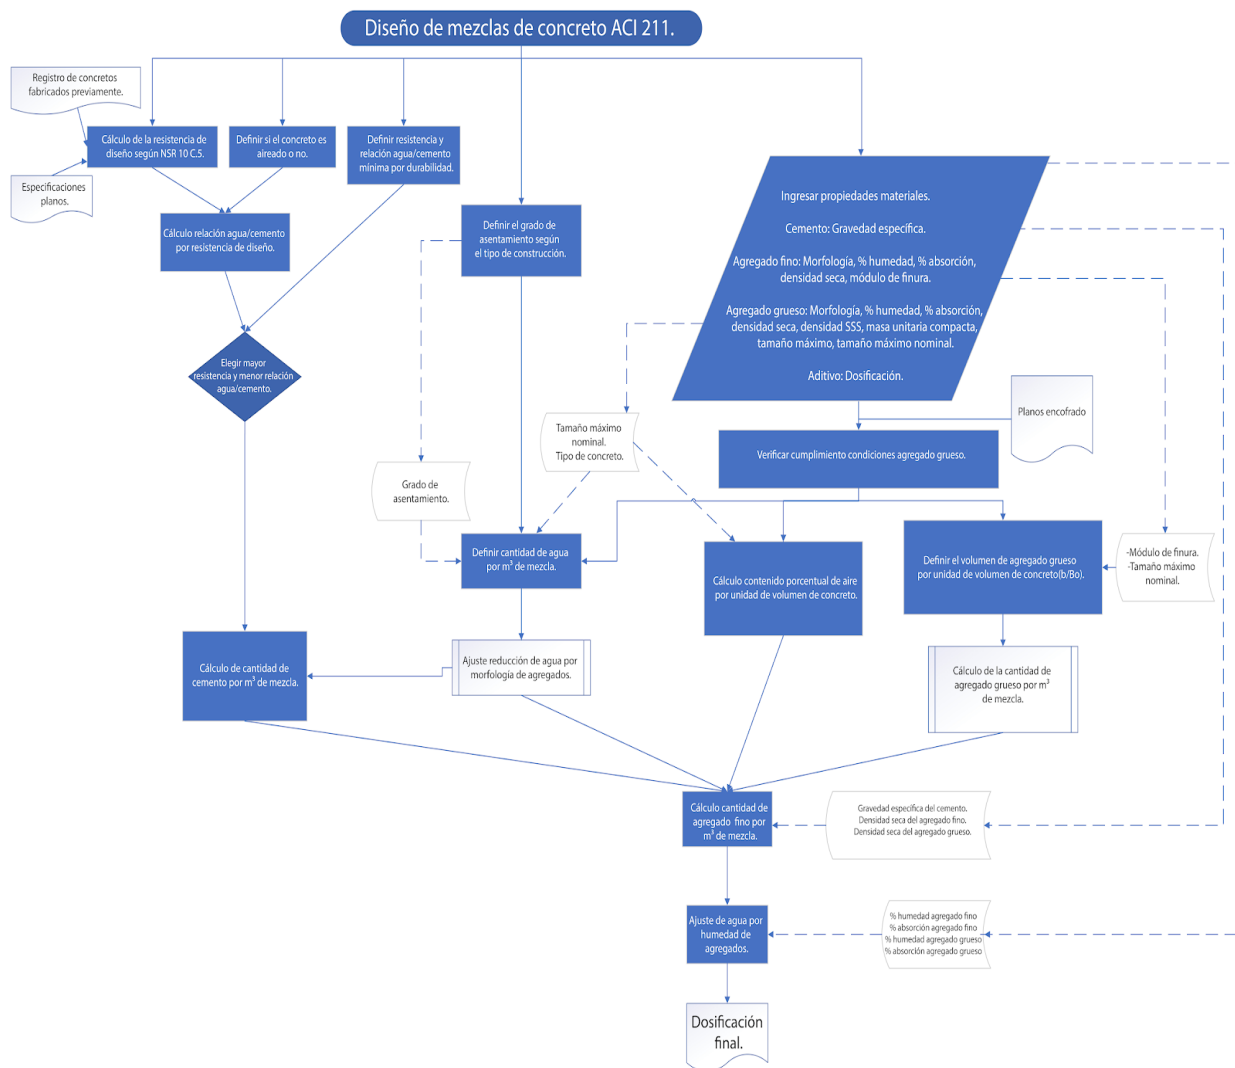 Diseño de mezclas de concreto ACI 211.
Registro de concretos
fabricados previamente.
Cálculo de la resistencia de
diseño según NSR 10 C.5.
Definir si el concreto es
aireado o no.
Definir resistencia y
relación agua/cemento
mínima por durabilidad.
Especificaciones
planos.
Cálculo relación agua/cemento
por resistencia de diseño.
Definir el grado de
asentamiento según
el tipo de construcción.
Ingresar propiedades materiales.
Cemento: Gravedad específica.
Agregado fino: Morfología, % humedad, % absorción,
densidad seca, módulo de finura.
Agregado grueso: Morfología, % humedad, % absorción,
densidad seca, densidad SSS, masa unitaria compacta,
tamaño máximo, tamaño máximo nominal.
Aditivo: Dosificación.
Elegir mayor
resistencia y menor relación
agua/cemento.
Planos encofrado
Tamaño máximo
nominal.
Tipo de concreto.
Verificar cumplimiento condiciones agregado grueso.
Grado de
asentamiento.
Definir cantidad de agua
por m³ de mezcla.
Cálculo contenido porcentual de aire
por unidad de volumen de concreto.
Definir el volumen de agregado grueso
por unidad de volumen de concreto(b/Bo).
-Módulo de finura.
-Tamaño máximo
nominal.
Cálculo de cantidad de
cemento por m³ de mezcla.
Ajuste reducción de agua por
morfología de agregados.
Cálculo de la cantidad de
agregado grueso por m³
de mezcla.
Cálculo cantidad de
agregado fino por
m³ de mezcla.
Gravedad específica del cemento.
Densidad seca del agregado fino.
Densidad seca del agregado grueso.
Ajuste de agua por
humedad de
agregados.
% humedad agregado fino
% absorción agregado fino
% humedad agregado grueso
% absorción agregado grueso
Dosificación
final.